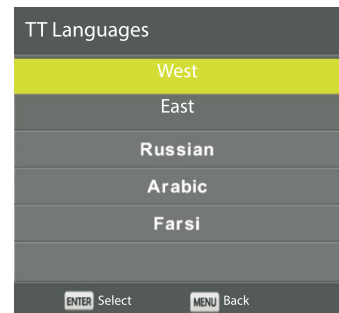 TT Languages
West
East
Russian
Arabic
Farsi
ENTER Select MENU Back